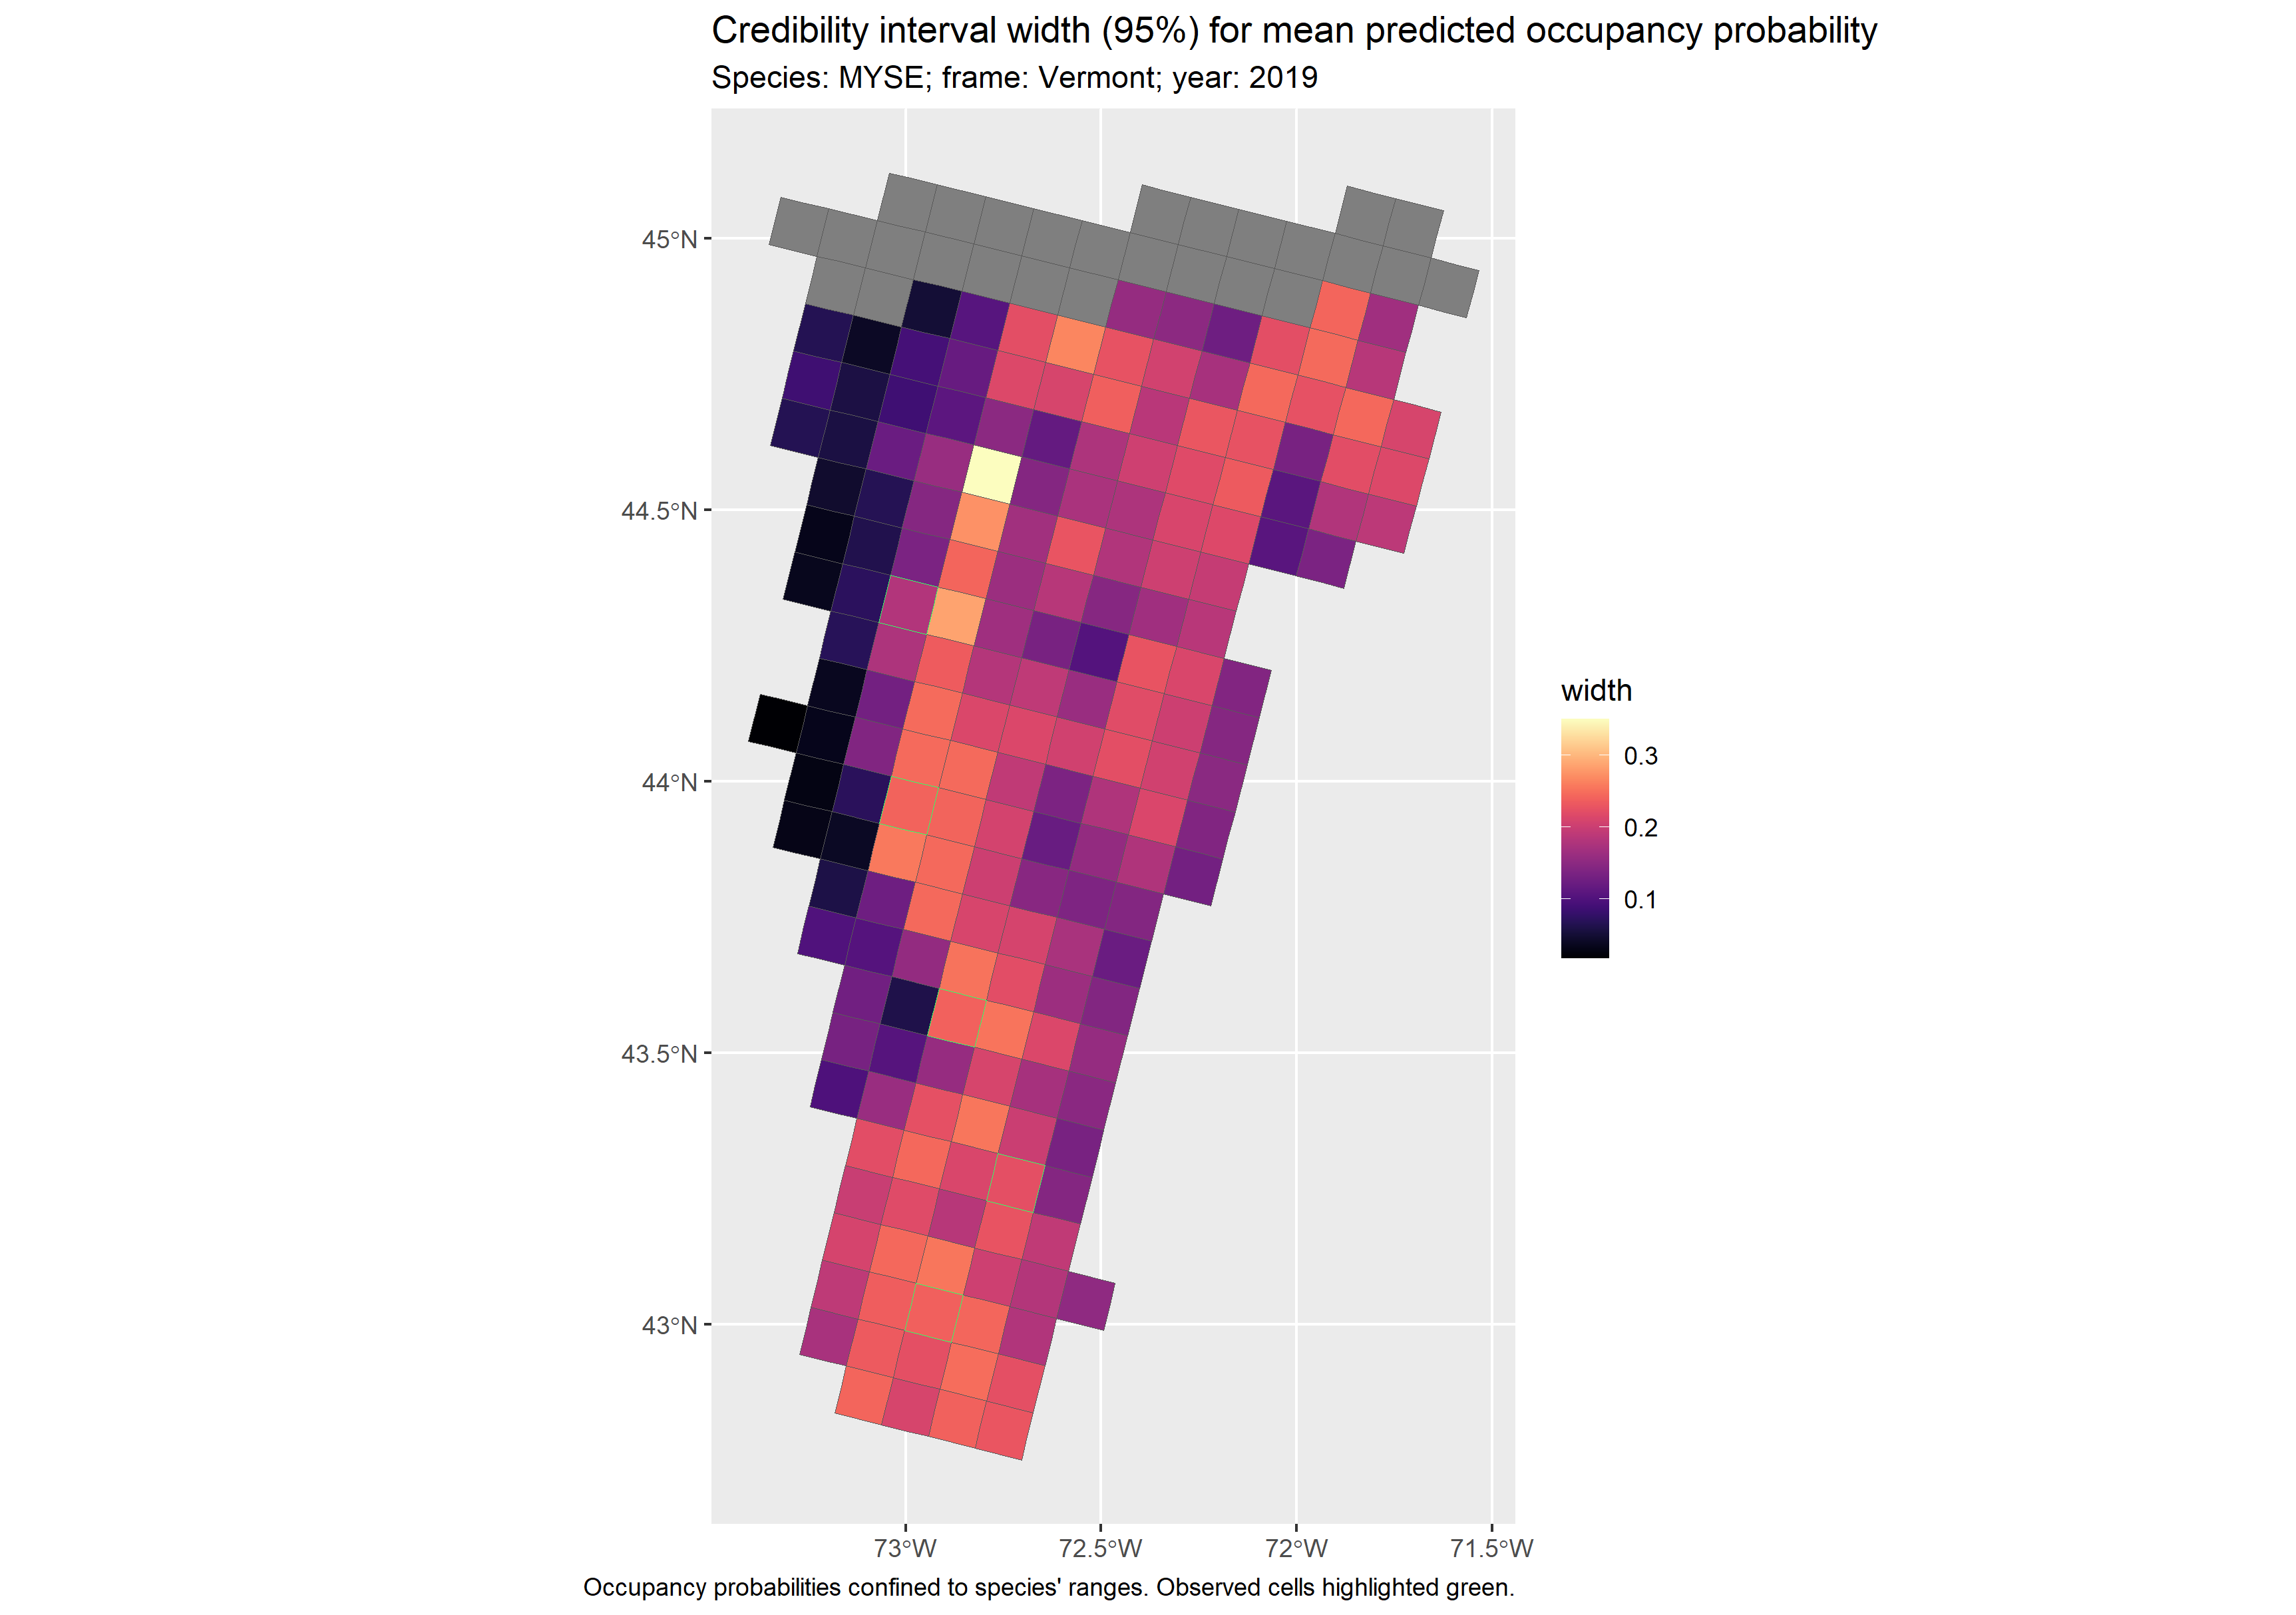 Credibility interval width (95%) for mean predicted occupancy probability
Species: MYSE; frame: Vermont; year: 2019
45°N
44.5°N
44°N
43.5°N
43°N
73°W
72.5°W
72°W
71.5°W
width
0.3
0.2
0.1
Occupancy probabilities confined to species' ranges. Observed cells highlighted green.